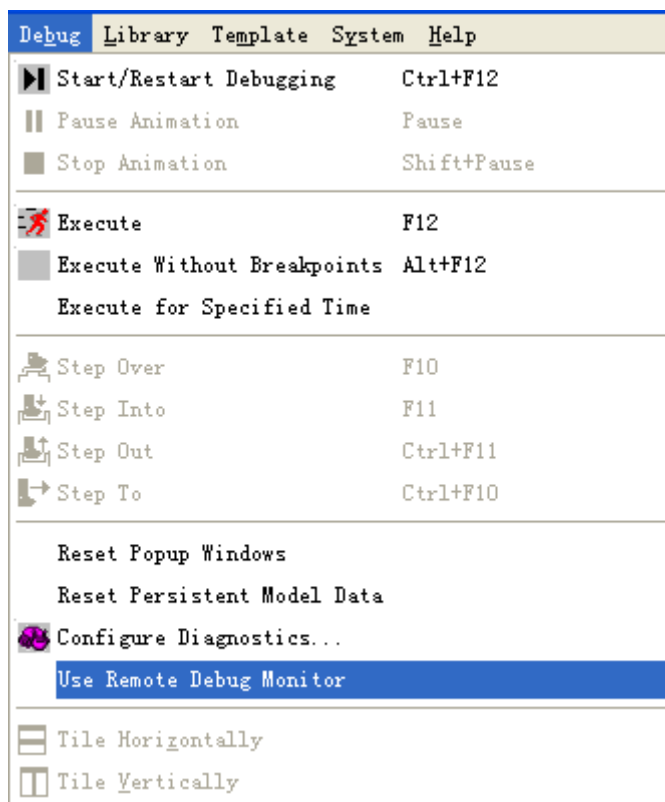 Debug Library Template System Help
Start/Restart Debugging Ctrl+F12
Pause Animation Pause
Stop Animation Shift+Pause
Execute F12
Execute Without Breakpoints Alt+F12
Execute for Specified Time
Step Over F10
Step Into F11
Step Out Ctrl+F11
Step To Ctrl+F10
Reset Popup Windows
Reset Persistent Model Data
Configure Diagnostics...
Use Remote Debug Monitor
Tile Horizontally
Tile Vertically